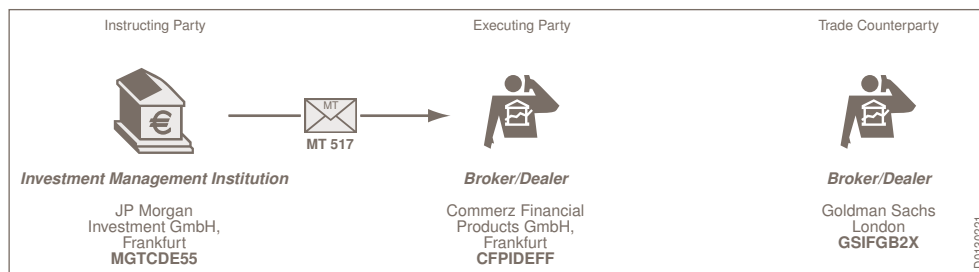 Instructing Party
Executing Party
Trade Counterparty
€
MT
MT 517
Investment Management Institution
JP Morgan
Investment GmbH,
Frankfurt
MGTCDE55
Broker/Dealer
Commerz Financial
Products GmbH,
Frankfurt
CFPIDEFF
Broker/Dealer
Goldman Sachs
London
GSIFGB2X